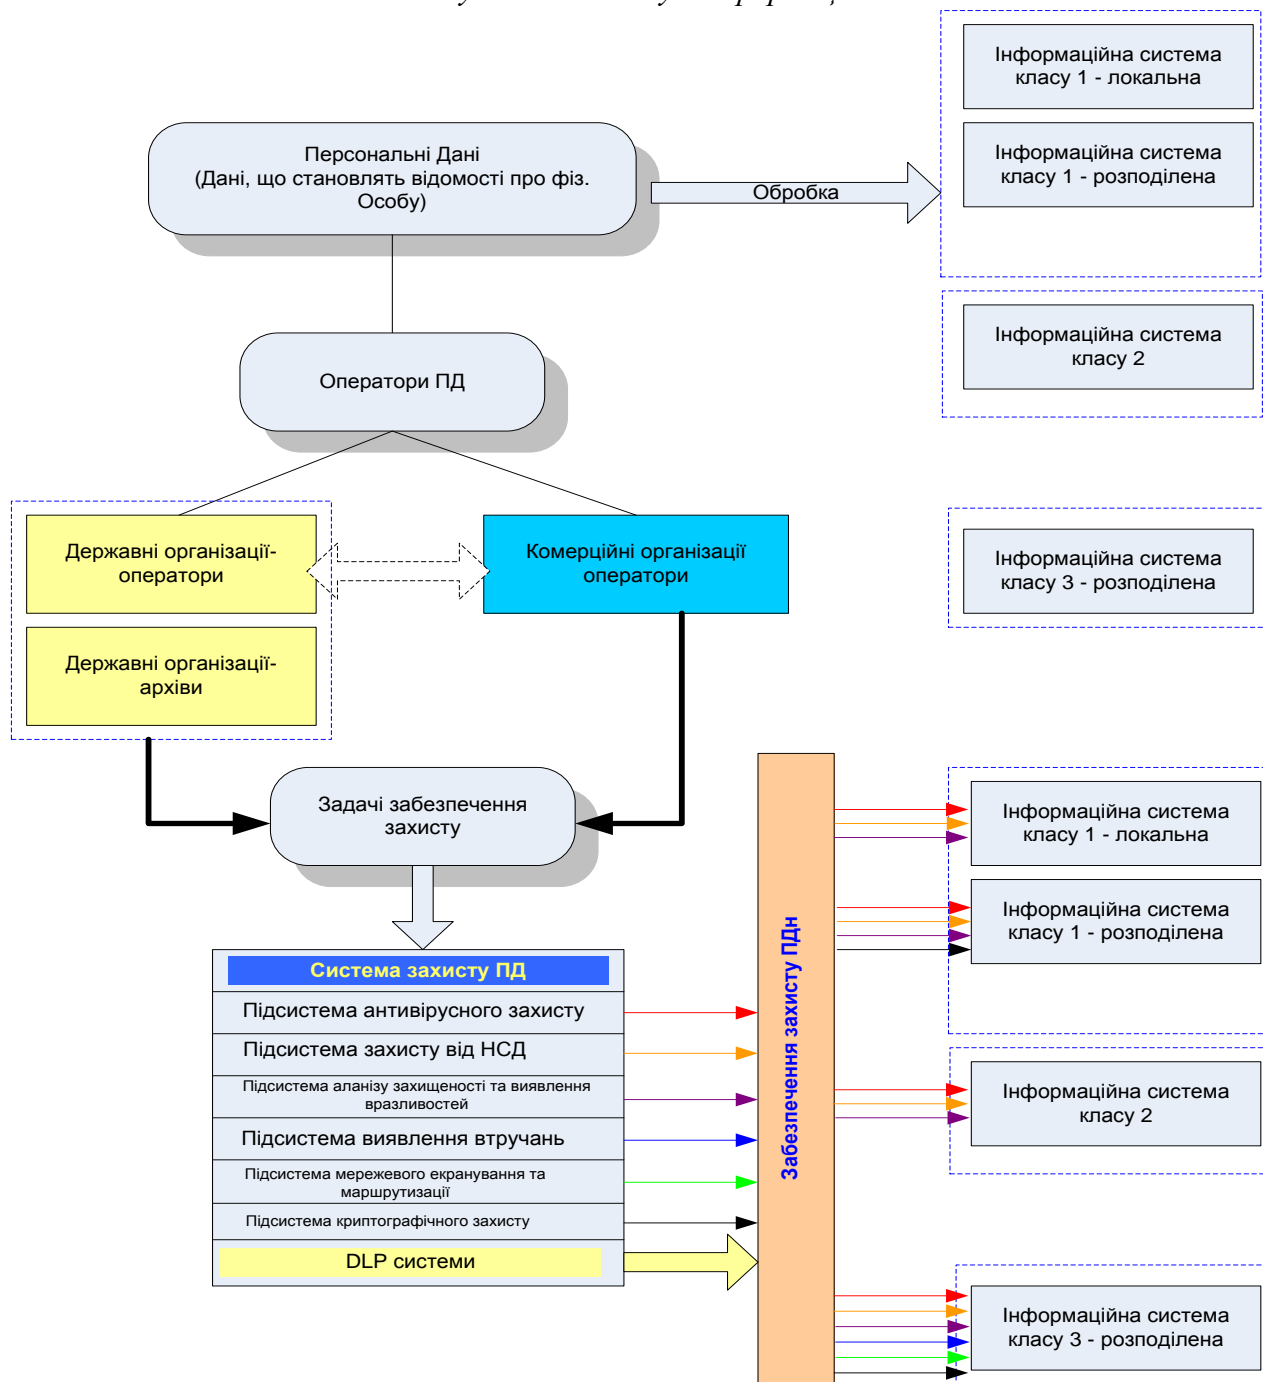 Інформаційна система
класу 1 - локальна
Персональні Дані
(Дані, що становлять відомості про фіз.
Особу)
Обробка
Інформаційна система
класу 1 - розподілена
Інформаційна система
класу 2
Оператори ПД
Державні організації-
оператори
Комерційні організації
оператори
Інформаційна система
класу 3 - розподілена
Державні організації-
архіви
Задачі забезпечення
захисту
Інформаційна система
класу 1 - локальна
Інформаційна система
класу 1 - розподілена
Забезпечення захисту ПДн
Система захисту ПД
Підсистема антивірусного захисту
Підсистема захисту від НСД
Підсистема аланізу захищеності та виявлення
вразливостей
Підсистема виявлення втручань
Підсистема мережевого екранування та
маршрутизації
Підсистема криптографічного захисту
DLP системи
Інформаційна система
класу 2
Інформаційна система
класу 3 - розподілена